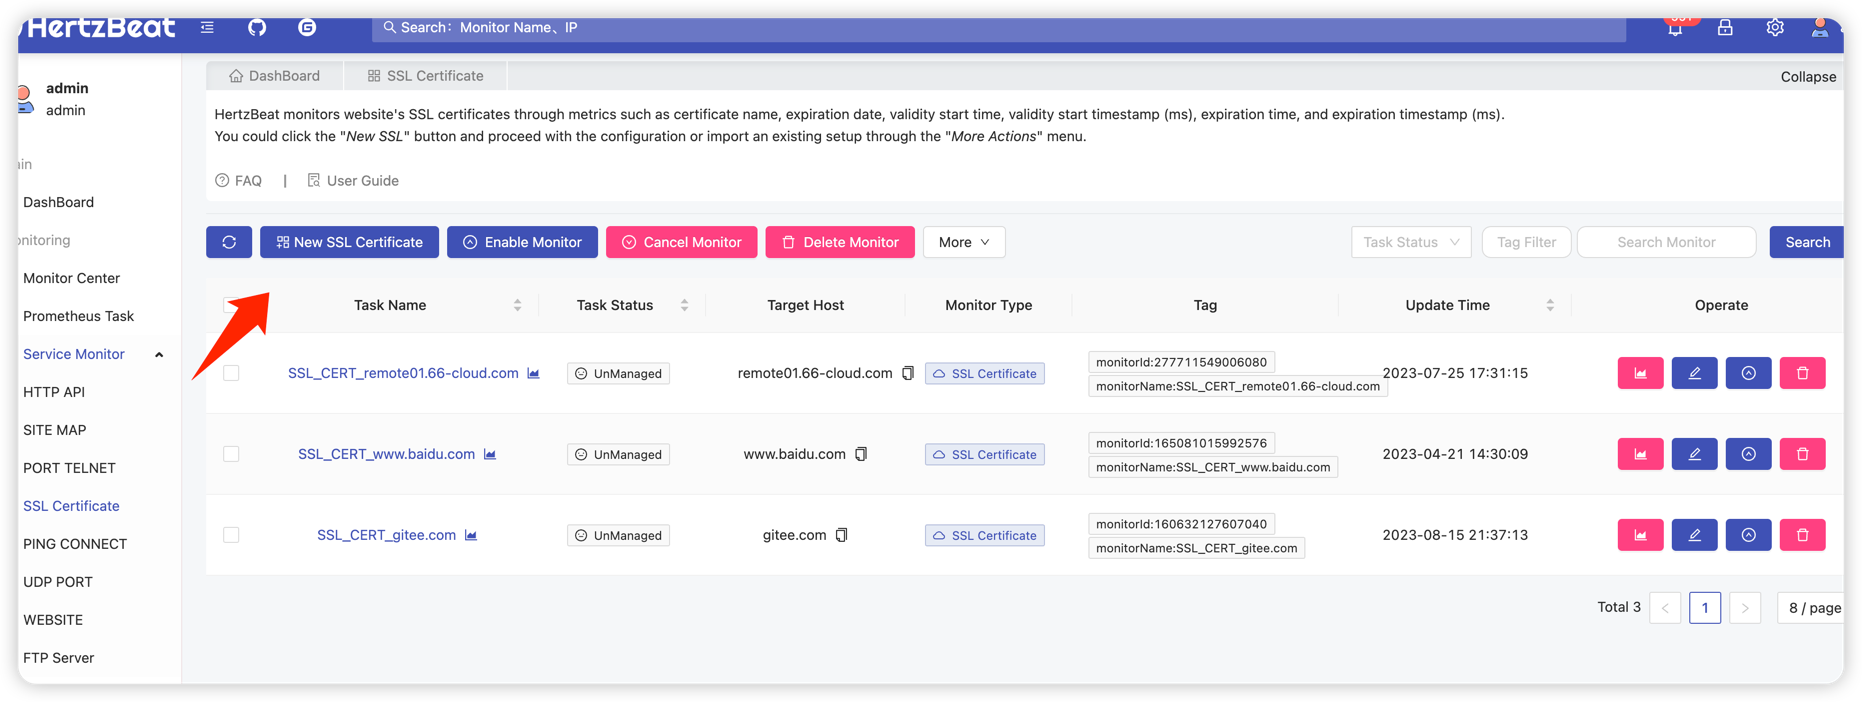 HertzBeat
Search: Monitor Name、IP
admin
admin
DashBoard
Monitor Center
Prometheus Task
Service Monitor
HTTP API
SITE MAP
PORT TELNET
SSL Certificate
PING CONNECT
UDP PORT
WEBSITE
FTP Server
DashBoard SSL Certificate Collapse
HertzBeat monitors website's SSL certificates through metrics such as certificate name, expiration date, validity start time, validity start timestamp (ms), expiration time, and expiration timestamp (ms).
You could click the "New SSL" button and proceed with the configuration or import an existing setup through the "More Actions" menu.
FAQ | User Guide
New SSL Certificate Enable Monitor Cancel Monitor Delete Monitor More Task Status Tag Filter Search Monitor Search
Task Name Task Status Target Host Monitor Type Tag Update Time Operate
SSL_CERT_remote01.66-cloud.com UnManaged remote01.66-cloud.com SSL Certificate monitorId:277711549006080
monitorName:SSL_CERT_remote01.66-cloud.com 2023-07-25 17:31:15
SSL_CERT_www.baidu.com UnManaged www.baidu.com SSL Certificate monitorId:165081015992576
monitorName:SSL_CERT_www.baidu.com 2023-04-21 14:30:09
SSL_CERT_gitee.com UnManaged gitee.com SSL Certificate monitorId:160632127607040
monitorName:SSL_CERT_gitee.com 2023-08-15 21:37:13
Total 3 < 1 > 8 / page